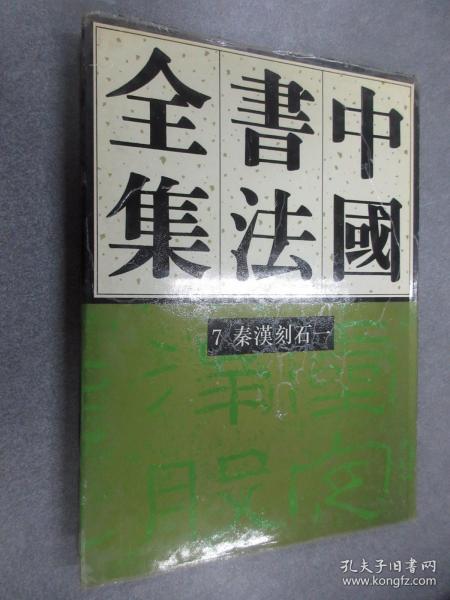 中國
書法
全集
7 秦漢刻石一
孔夫子旧书网
www.kongfz.com